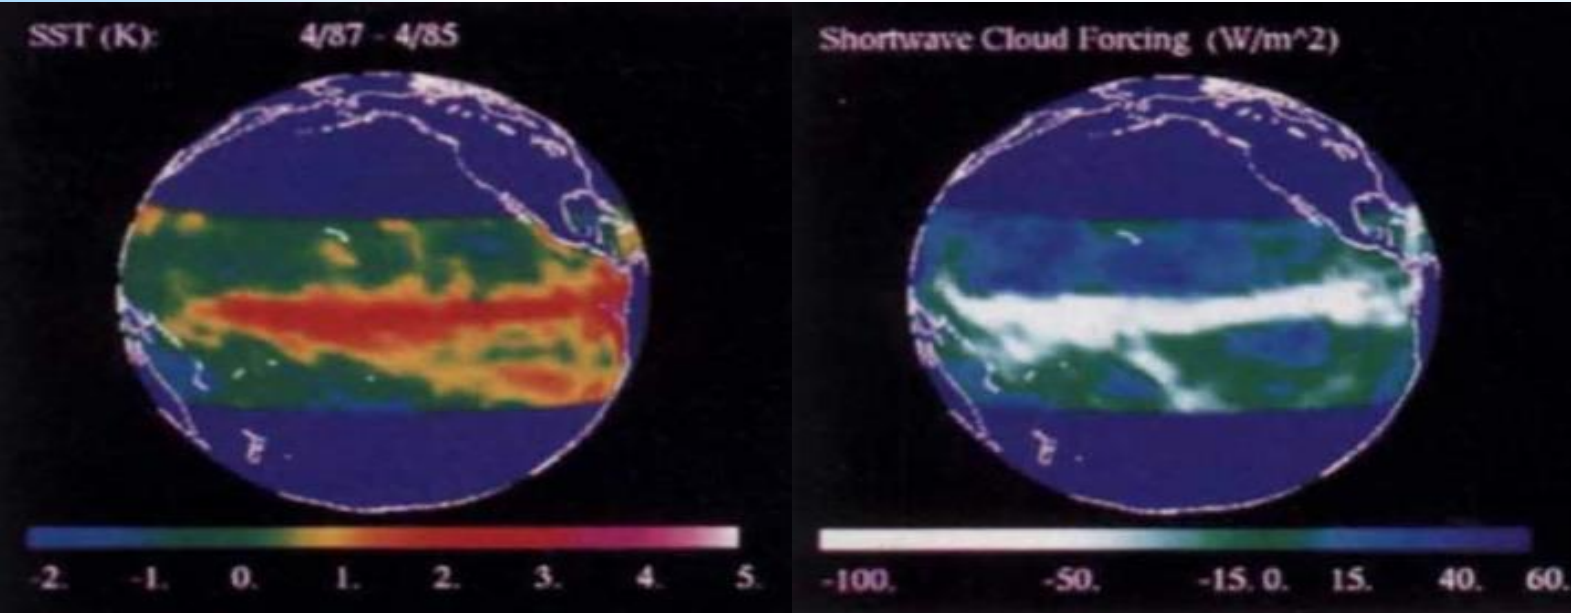 SST (K): 4/87 - 4/85
-2. -1. 0. 1. 2. 3. 4. 5.
Shortwave Cloud Forcing (W/m^2)
-100. -50. -15. 0. 15. 40. 60.